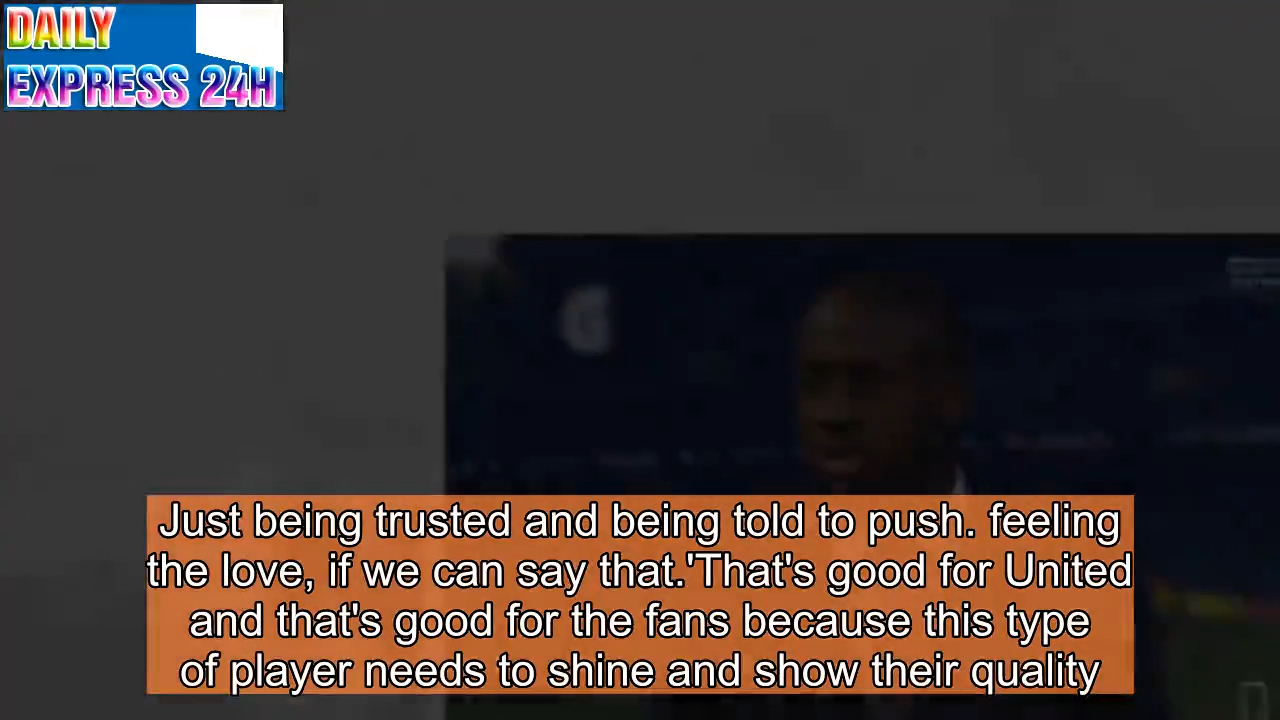 DAILY
EXPRESS 24H
G
Just being trusted and being told to push. feeling
the love, if we can say that.'That's good for United
and that's good for the fans because this type
of player needs to shine and show their quality